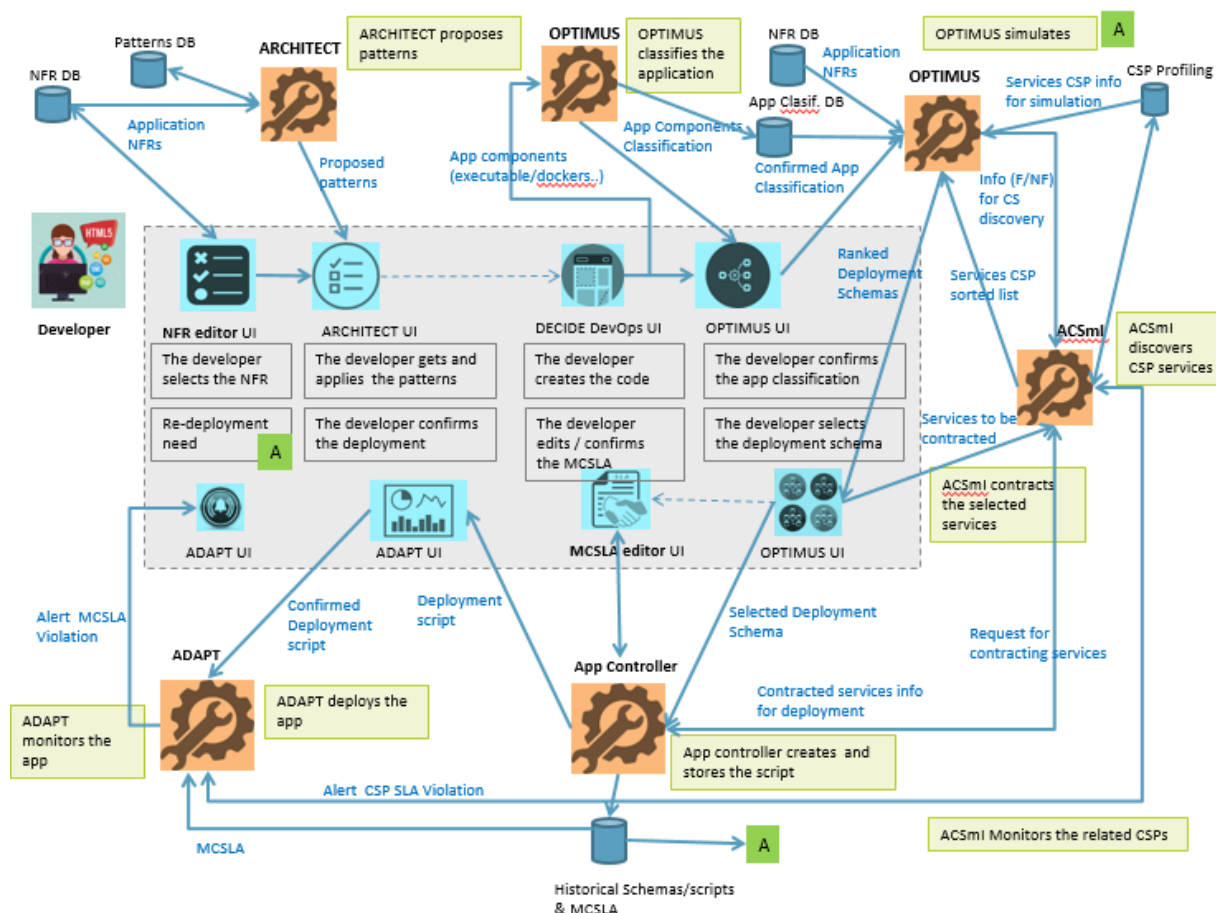 Patterns DB
NFR DB
ARCHITECT
ARCHITECT proposes
patterns
OPTIMUS
OPTIMUS
classifies the
application
NFR DB
Application
NFRs
OPTIMUS simulates
A
OPTIMUS
CSP Profiling
Services CSP info
for simulation
App Clasif. DB
Application
NFRs
Proposed
patterns
App components
(executable/dockers..)
App Components
Classification
Confirmed App
Classification
Info (F/NF)
for CS
discovery
HTML5
Developer
Ranked
Deployment
Schemas
Services CSP
sorted list
NFR editor UI
ARCHITECT UI
DECIDE DevOps UI
OPTIMUS UI
ACSmI
ACSmI
discovers
CSP services
The developer
selects the NFR
The developer gets and
applies the patterns
The developer
creates the code
The developer confirms
the app classification
Re-deployment
need
A
The developer confirms
the deployment
The developer
edits / confirms
the MCSLA
The developer selects
the deployment schema
Services to be
contracted
ACSmI contracts
the selected
services
SLA
ADAPT UI
ADAPT UI
MCSLA editor UI
OPTIMUS UI
Alert MCSLA
Violation
Confirmed
Deployment
script
Deployment
script
Selected Deployment
Schema
Request for
contracting services
ADAPT
App Controller
ADAPT deploys the
app
ADAPT
monitors the
app
Contracted services info
for deployment
App controller creates and
stores the script
Alert CSP SLA Violation
MCSLA
A
ACSmI Monitors the related CSPs
Historical Schemas/scripts
& MCSLA